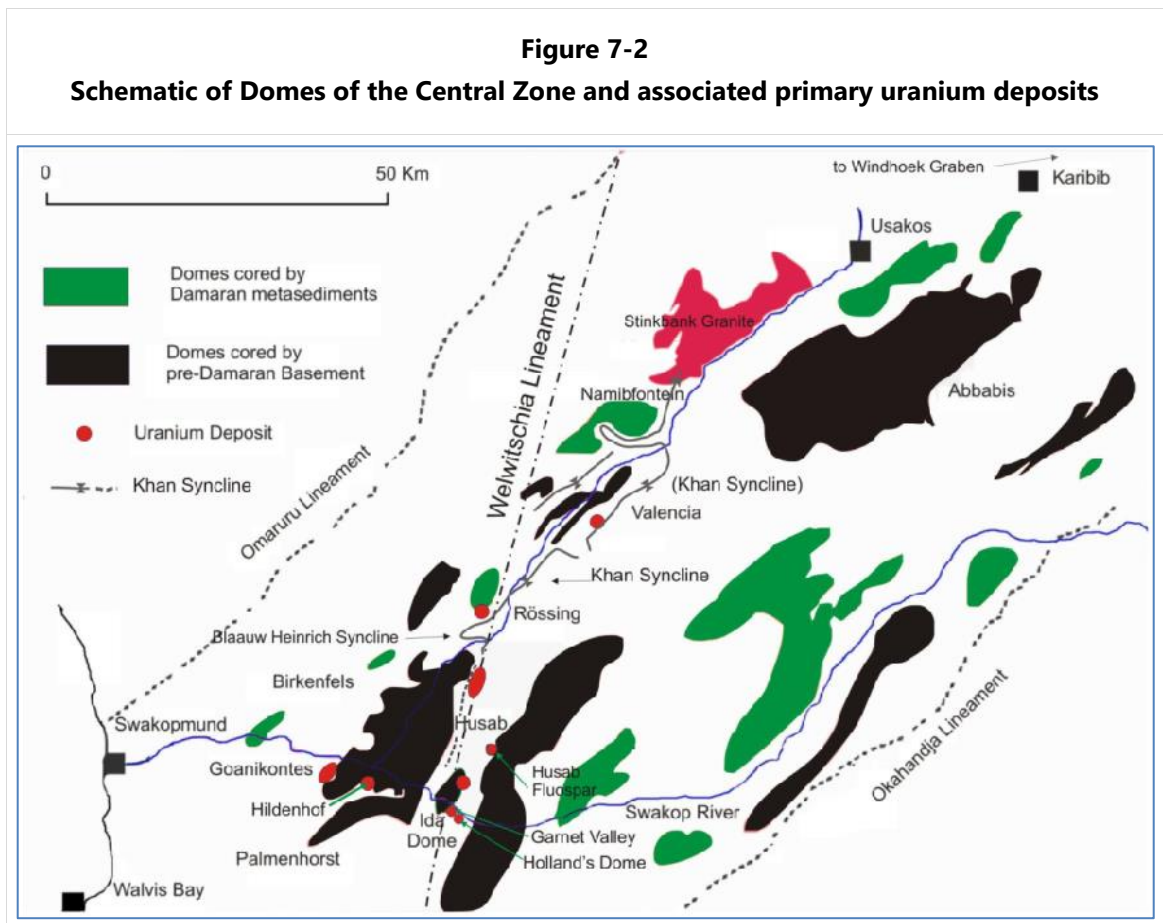 Figure 7-2
Schematic of Domes of the Central Zone and associated primary uranium deposits
0
50 Km
to Windhoek Graben
Karibib
Usakos
Domes cored by
Damaran metasediments
Domes cored by
pre-Damaran Basement
Uranium Deposit
Khan Syncline
Omaruru Lineament
Welwitschia Lineament
Stinkbank Granite
Namibfontein
Abbabis
(Khan Syncline)
Valencia
Khan Syncline
Rössing
Blaauw Heinrich Syncline
Birkenfels
Swakopmund
Husab
Goanikontes
Husab
Fluospar
Hildenhof
Swakop River
Okahandja Lineament
Ida
Dome
Garnet Valley
Palmenhorst
Holland's Dome
Walvis Bay